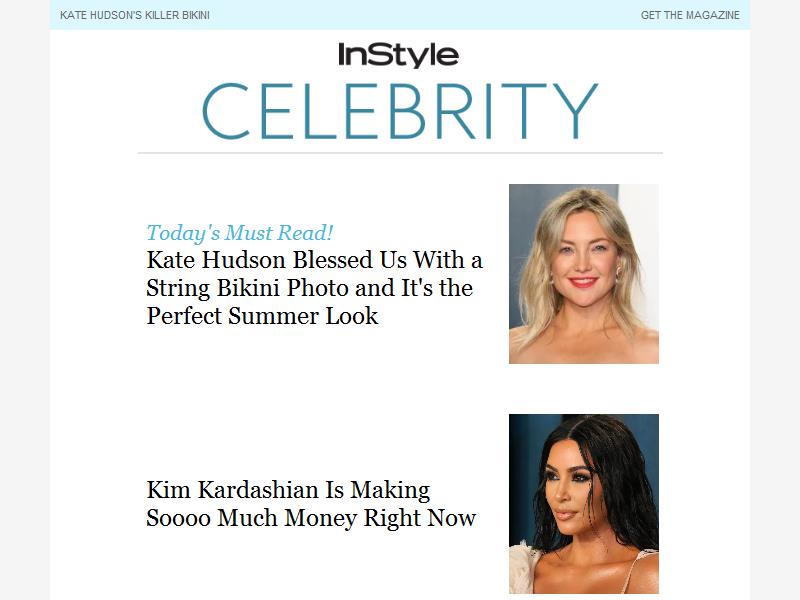 KATE HUDSON'S KILLER BIKINI
GET THE MAGAZINE
InStyle
CELEBRITY
Today's Must Read!
Kate Hudson Blessed Us With a
String Bikini Photo and It's the
Perfect Summer Look
Kim Kardashian Is Making
Soooo Much Money Right Now